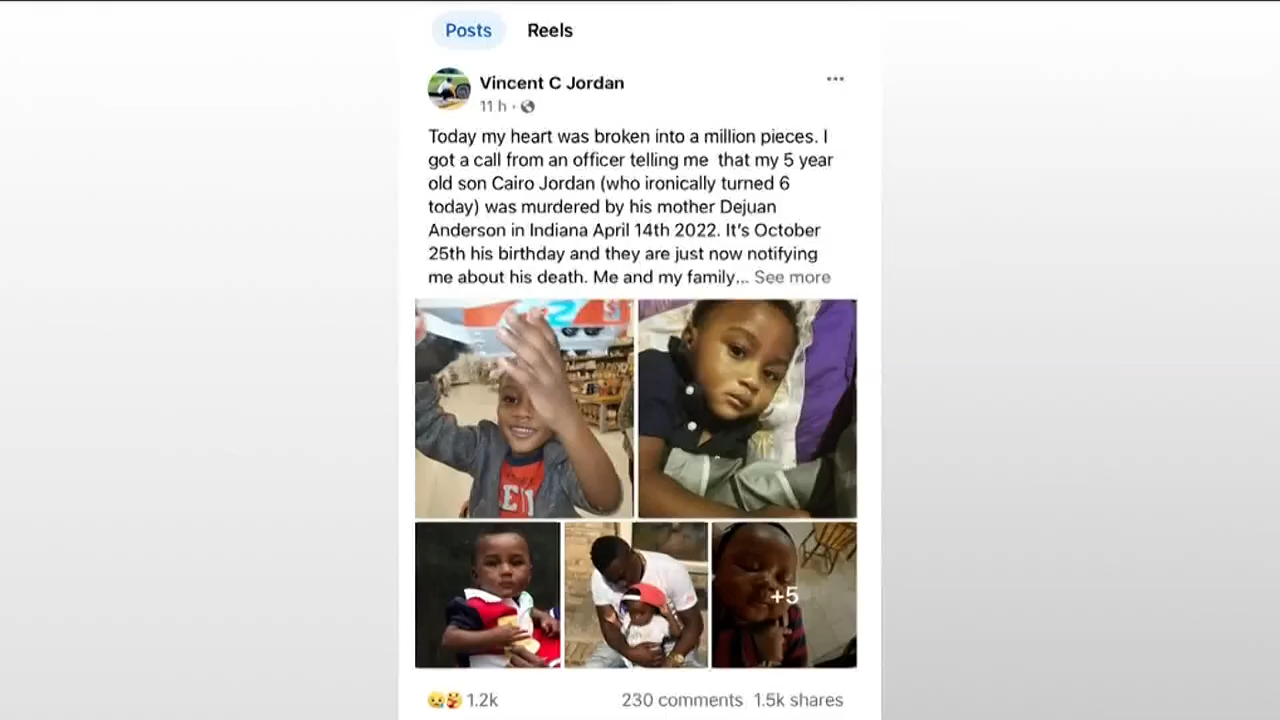 Posts Reels
Vincent C Jordan
11 h ·
Today my heart was broken into a million pieces. I
got a call from an officer telling me that my 5 year
old son Cairo Jordan (who ironically turned 6
today) was murdered by his mother Dejuan
Anderson in Indiana April 14th 2022. It's October
25th his birthday and they are just now notifying
me about his death. Me and my family... See more
+5
1.2k 230 comments 1.5k shares